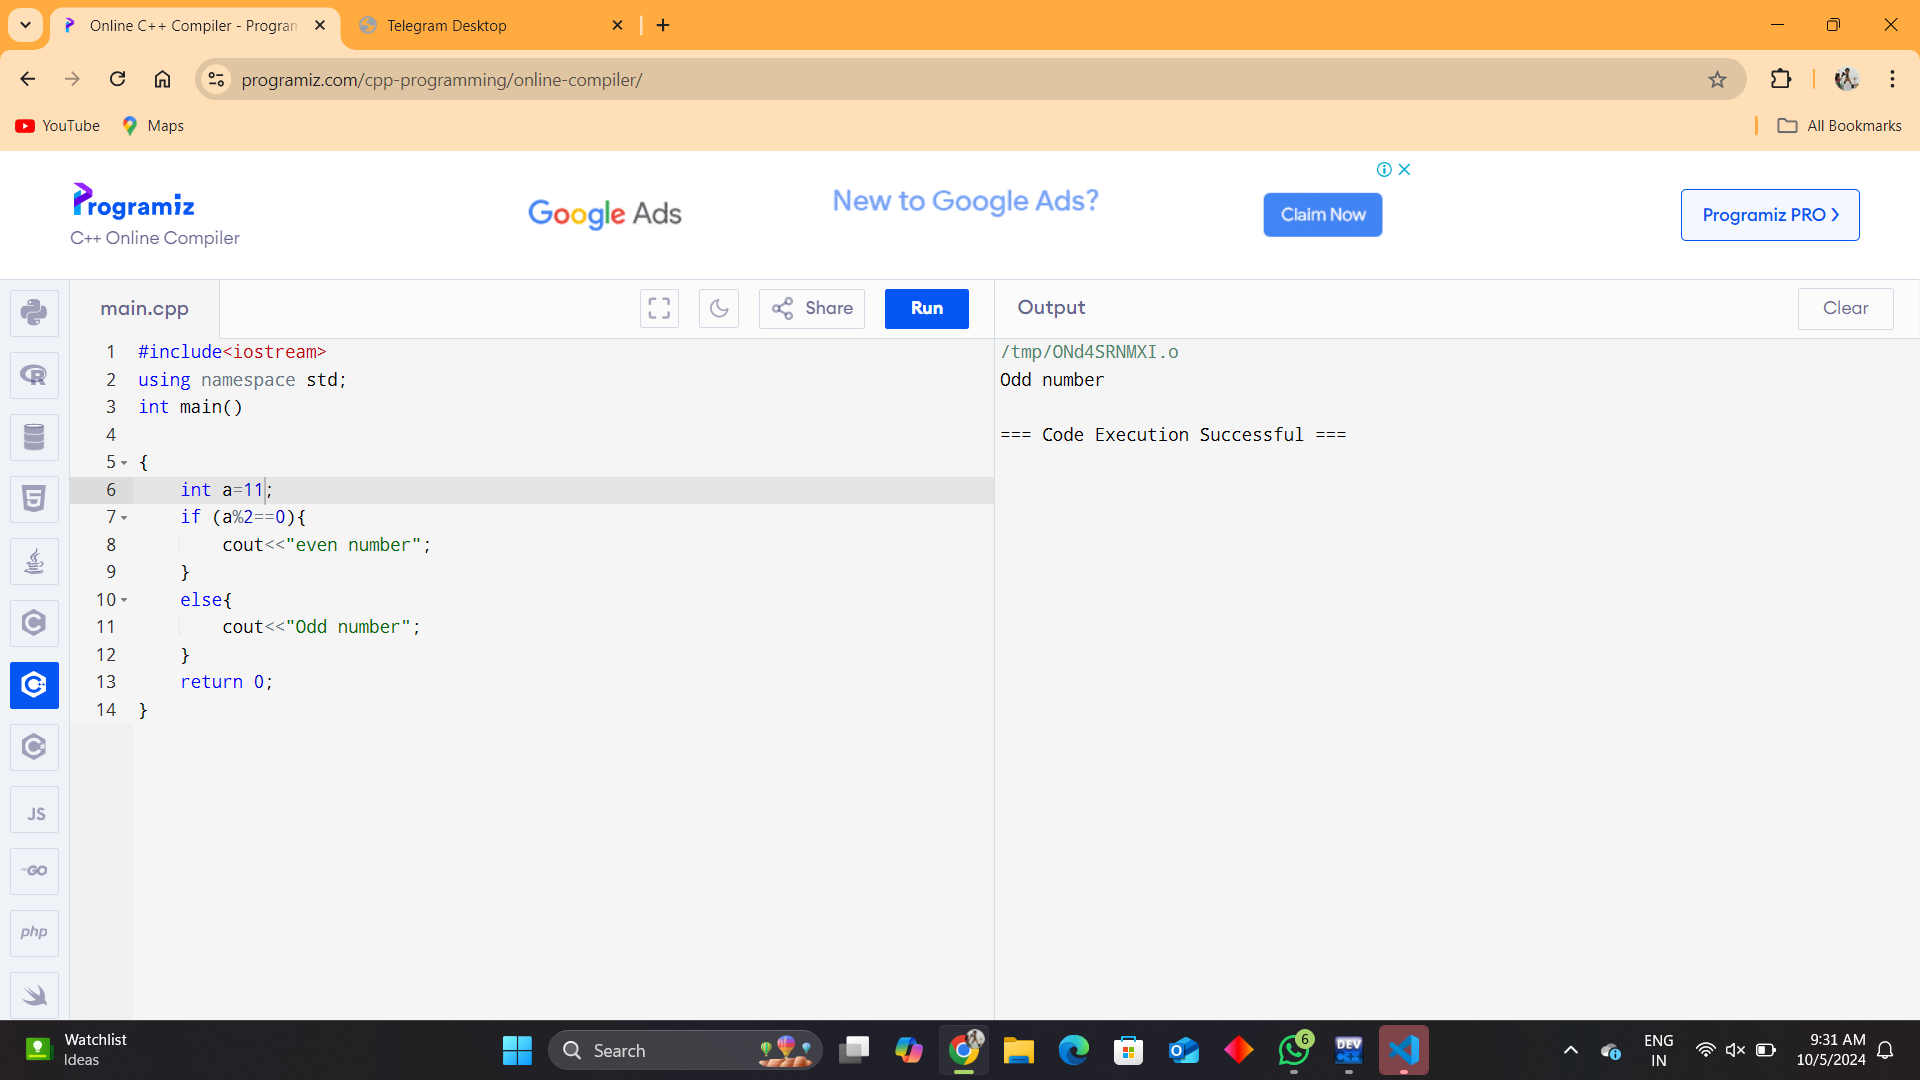 Online C++ Compiler - Program
Telegram Desktop
programiz.com/cpp-programming/online-compiler/
YouTube
Maps
All Bookmarks
Programiz
C++ Online Compiler
Google Ads
New to Google Ads?
Claim Now
Programiz PRO ›
main.cpp
Share
Run
Output
Clear
1 #include<iostream>
2 using namespace std;
3 int main()
4
5 {
6     int a=11;
7     if (a%2==0){
8         cout<<"even number";
9     }
10     else{
11         cout<<"Odd number";
12     }
13     return 0;
14 }
/tmp/ONd4SRNMXI.o
Odd number
=== Code Execution Successful ===
R
5
C
C++
C#
JS
GO
php
Watchlist
Ideas
Search
6
DEV
C++
ENG
IN
9:31 AM
10/5/2024